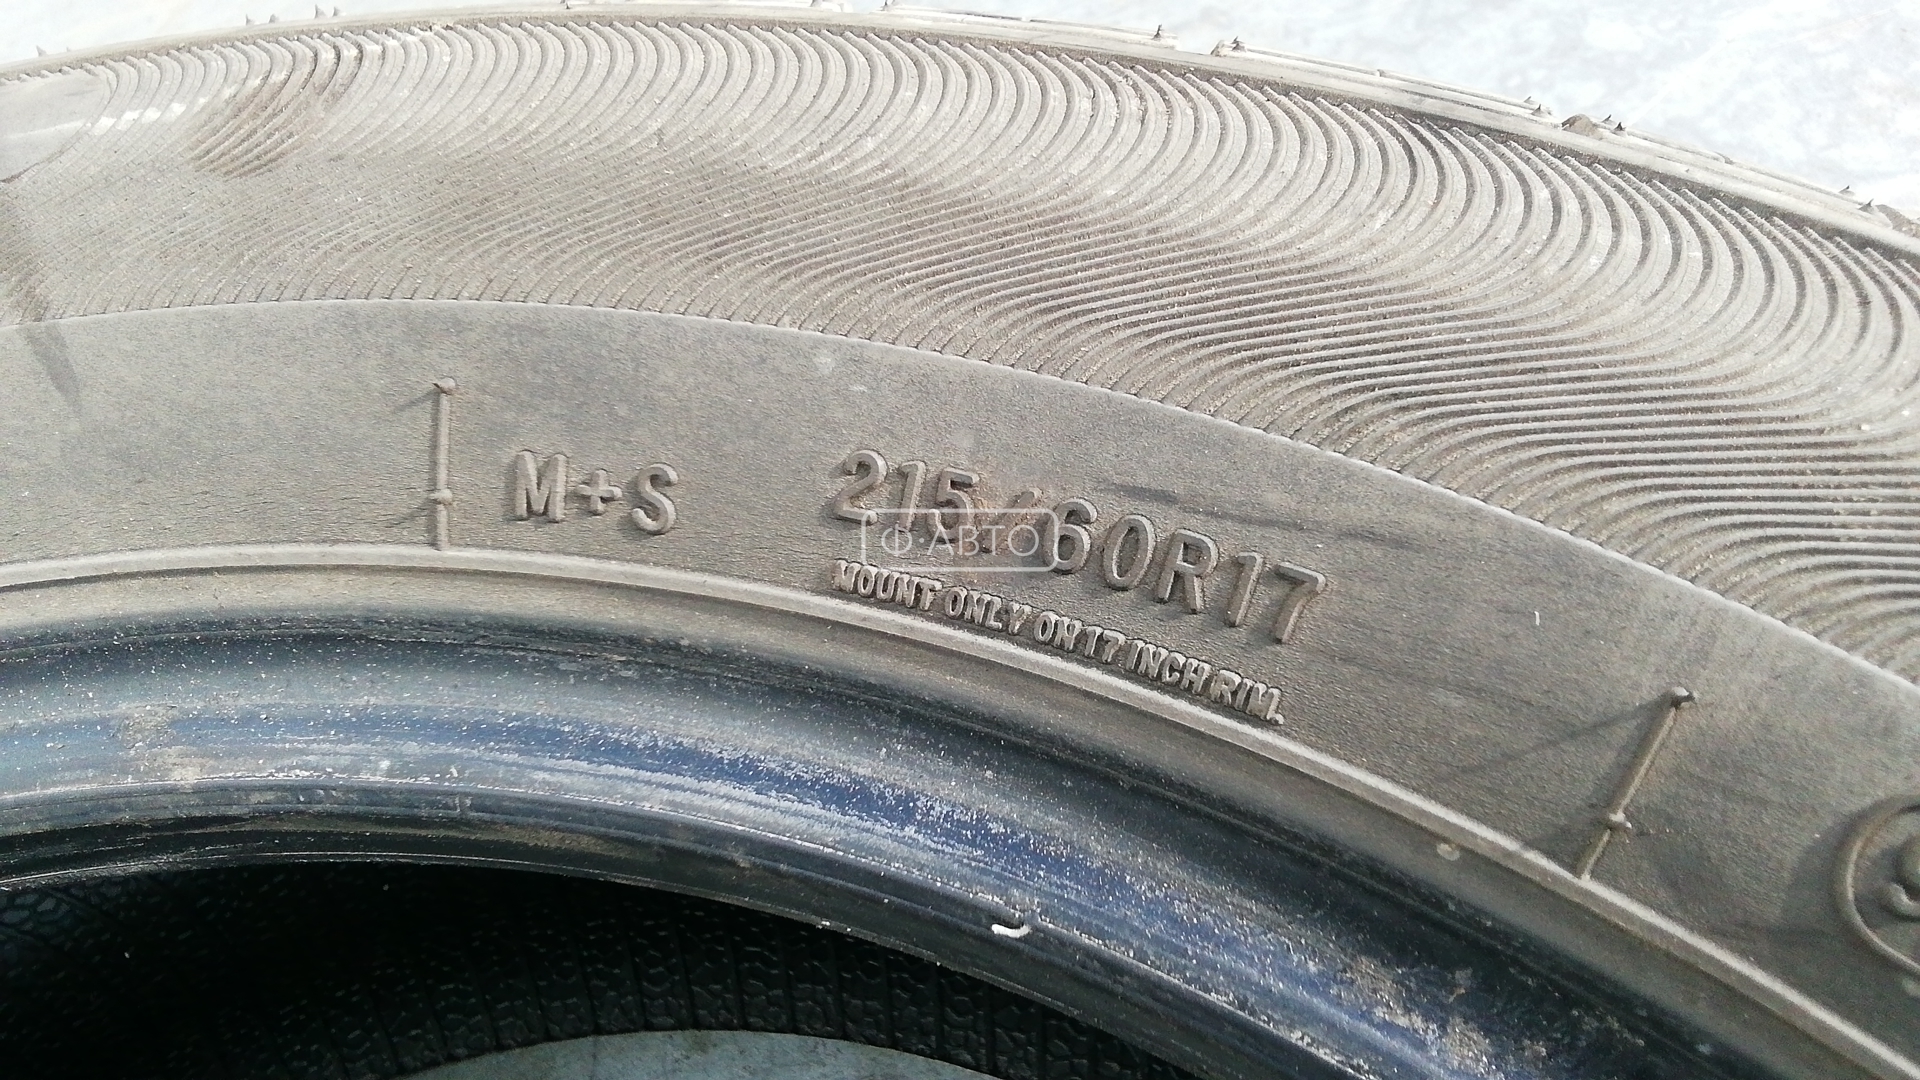 M+S 215/60R17
MOUNT ONLY ON 17 INCH RIM.
Ф·АВТО